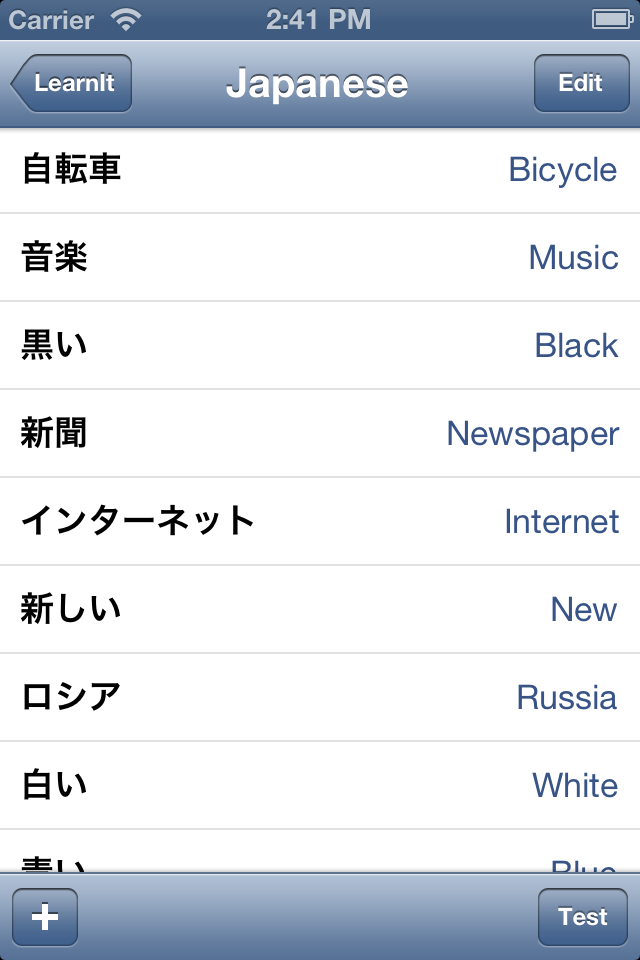 Carrier 2:41 PM
LearnIt Japanese Edit
自転車 Bicycle
音楽 Music
黒い Black
新聞 Newspaper
インターネット Internet
新しい New
ロシア Russia
白い White
青い Blue
+ Test